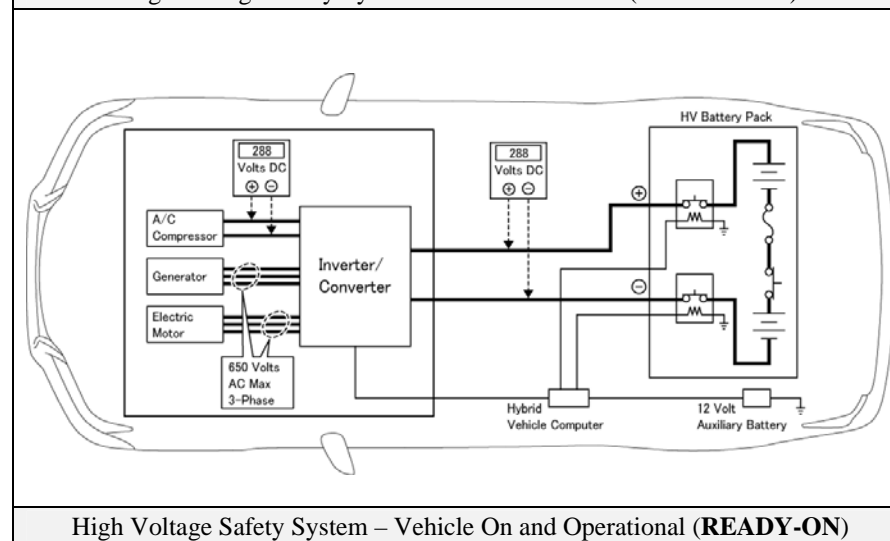 HV Battery Pack
288
Volts DC
⊕ ⊖
288
Volts DC
⊕ ⊖
⊕
A/C
Compressor
Generator
Inverter/
Converter
⊖
Electric
Motor
650 Volts
AC Max
3-Phase
Hybrid
Vehicle Computer
12 Volt
Auxiliary Battery
High Voltage Safety System – Vehicle On and Operational (READY-ON)